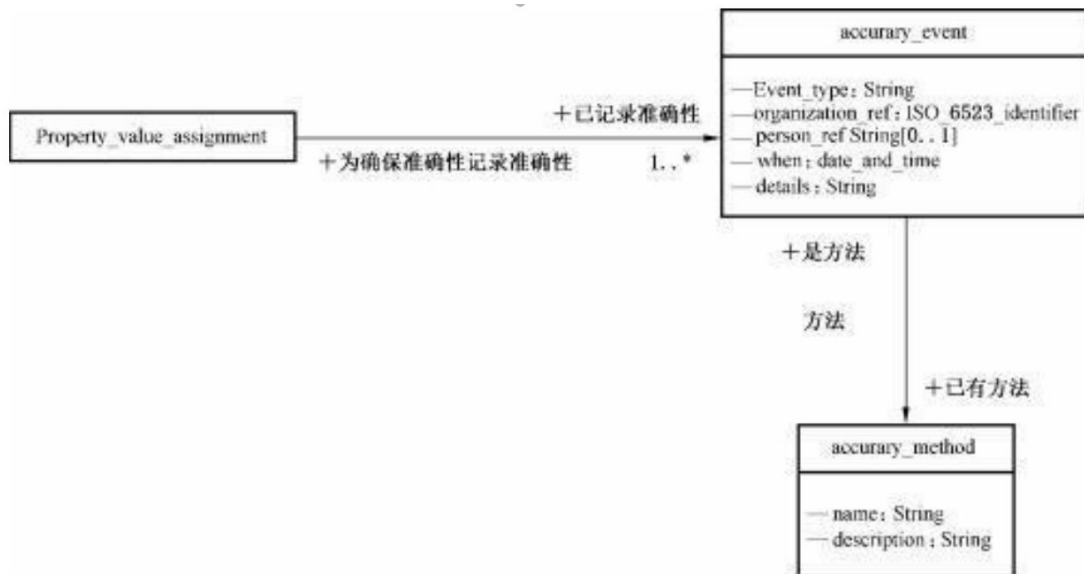 accurary_event
—Event_type：String
—organization_ref：ISO_6523_identifier
—person_ref String[0..1]
—when：date_and_time
—details：String
Property_value_assignment
＋已记录准确性
＋为确保准确性记录准确性
1..*
＋是方法
方法
＋已有方法
accurary_method
—name：String
—description：String